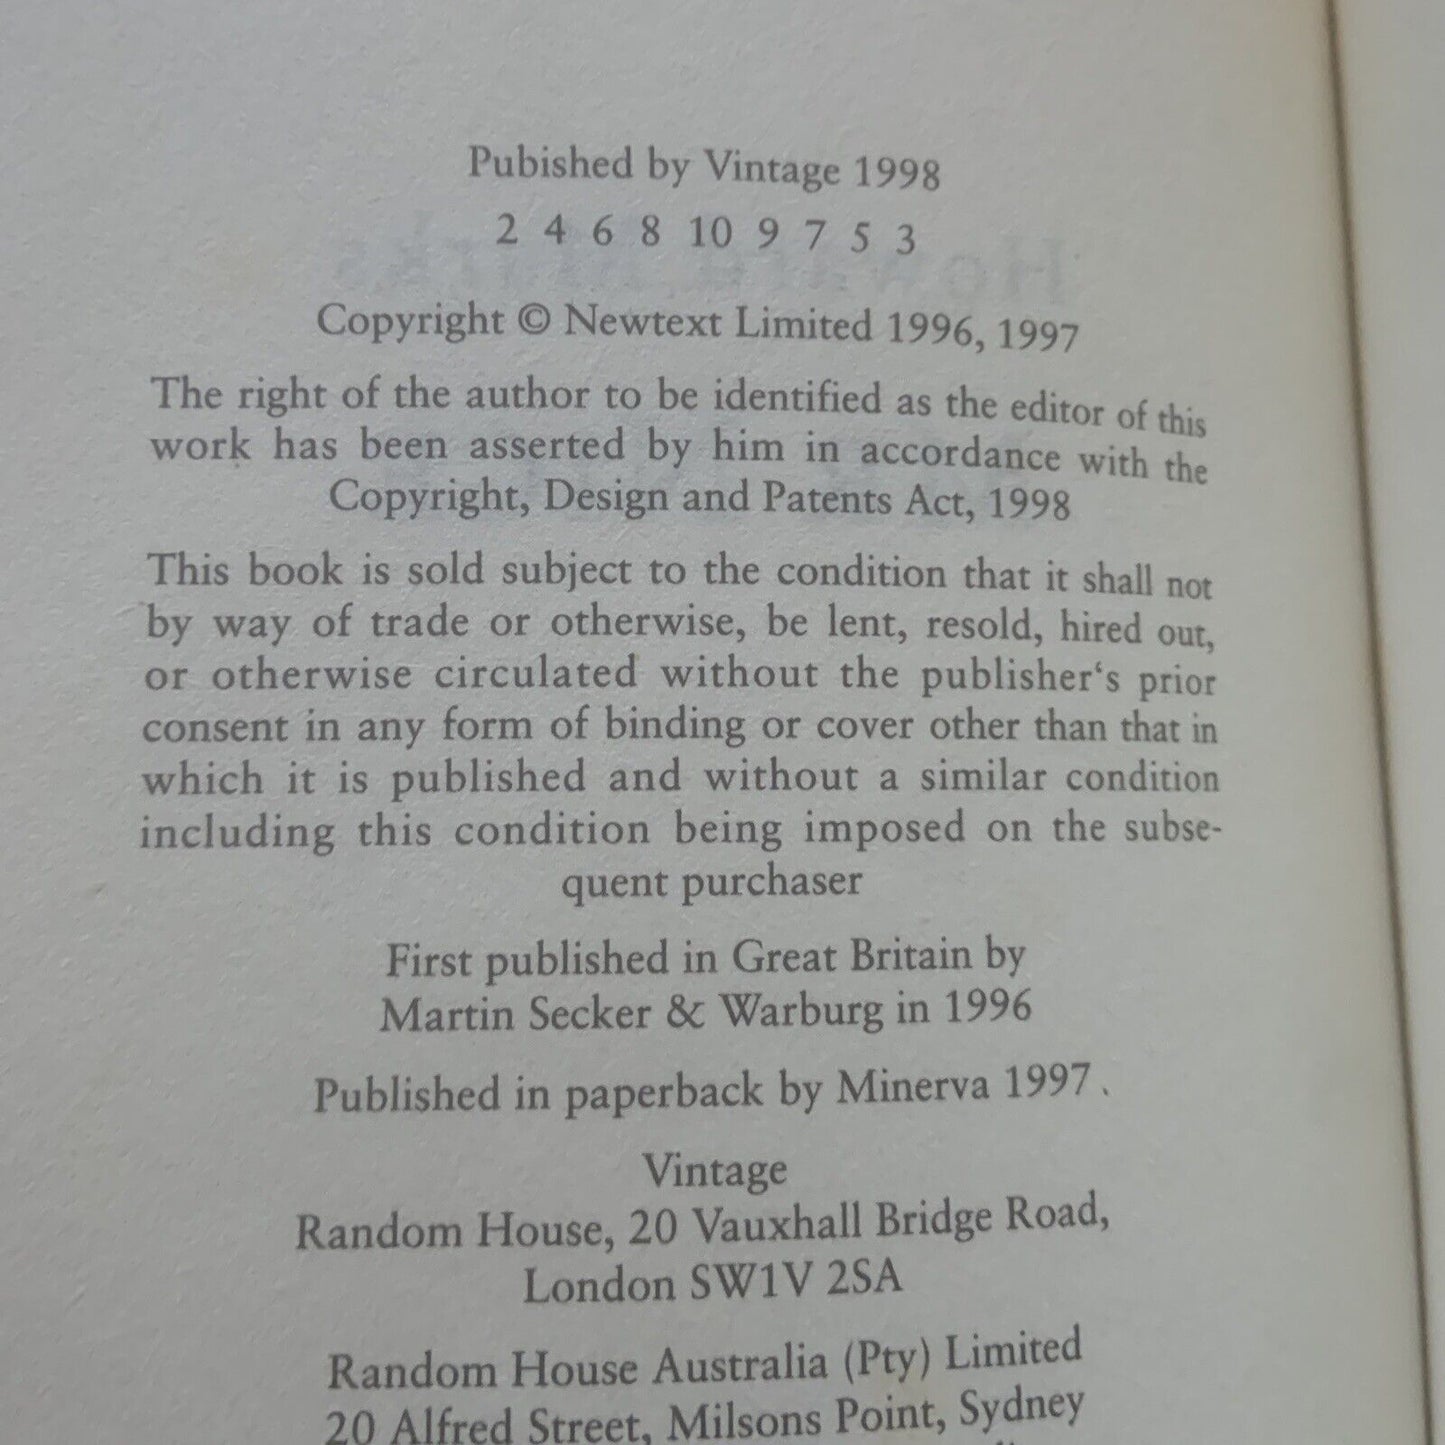 Pubished by Vintage 1998
2 4 6 8 10 9 7 5 3
Copyright © Newtext Limited 1996, 1997
The right of the author to be identified as the editor of this
work has been asserted by him in accordance with the
Copyright, Design and Patents Act, 1998
This book is sold subject to the condition that it shall not
by way of trade or otherwise, be lent, resold, hired out,
or otherwise circulated without the publisher‘s prior
consent in any form of binding or cover other than that in
which it is published and without a similar condition
including this condition being imposed on the subse-
quent purchaser
First published in Great Britain by
Martin Secker & Warburg in 1996
Published in paperback by Minerva 1997.
Vintage
Random House, 20 Vauxhall Bridge Road,
London SW1V 2SA
Random House Australia (Pty) Limited
20 Alfred Street, Milsons Point, Sydney